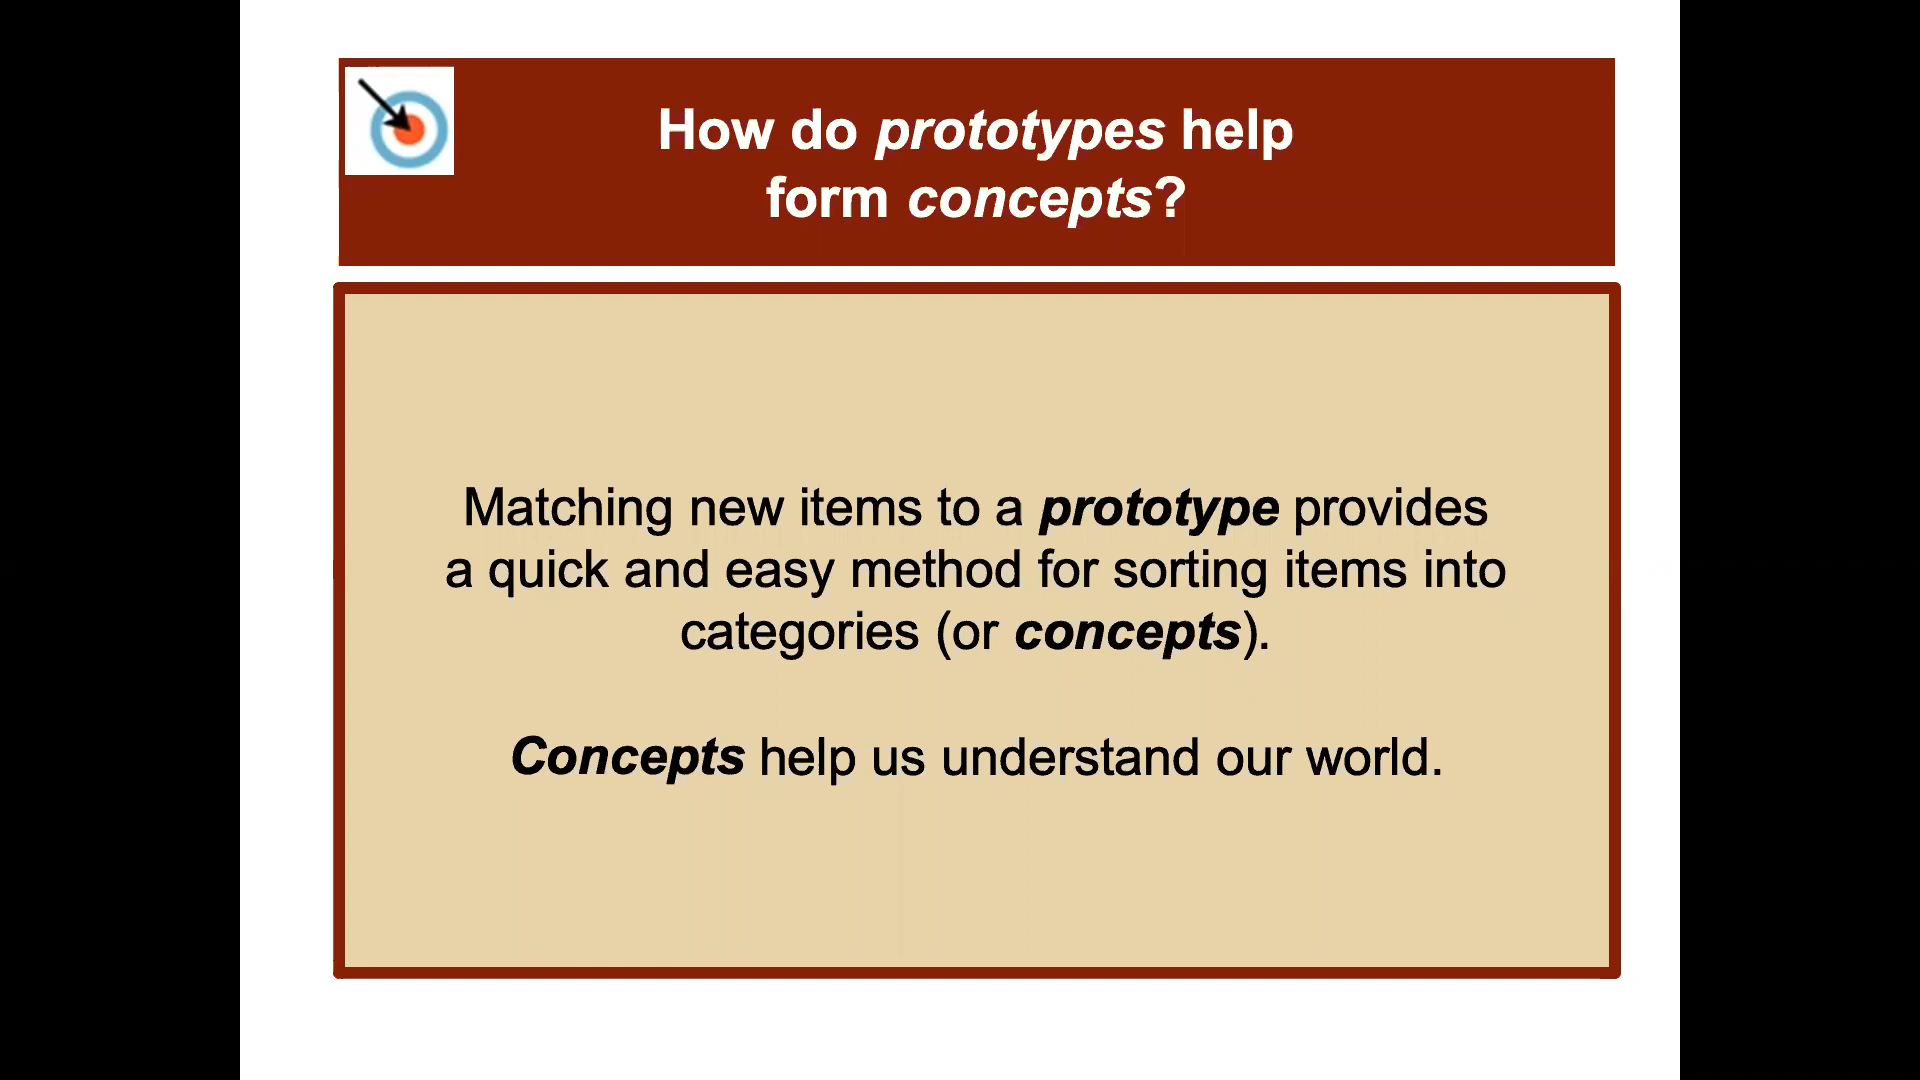 How do prototypes help
form concepts?
Matching new items to a prototype provides
a quick and easy method for sorting items into
categories (or concepts).
Concepts help us understand our world.